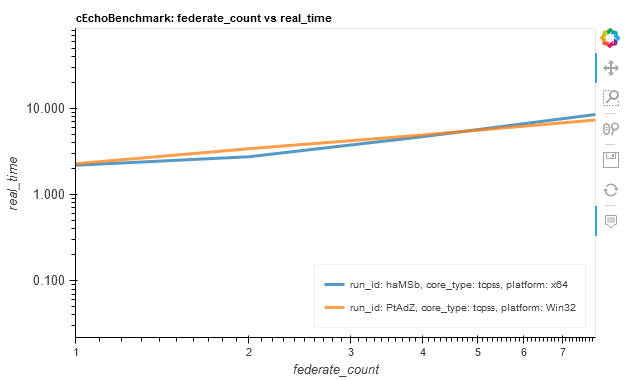 cEchoBenchmark: federate_count vs real_time
10.000
1.000
0.100
real_time
run_id: haMSb, core_type: tcpss, platform: x64
run_id: PtAdZ, core_type: tcpss, platform: Win32
1 2 3 4 5 6 7
federate_count